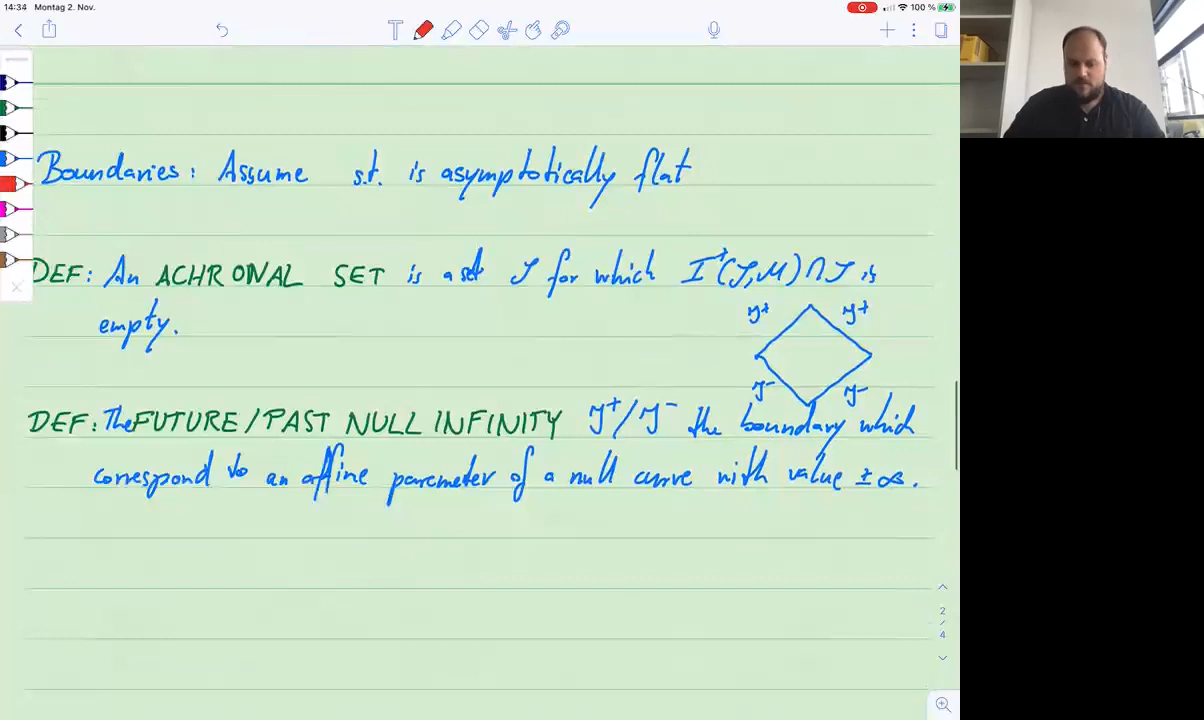 14:34 Montag 2. Nov. 100 %
Boundaries: Assume s.t. is asymptotically flat
DEF: An ACHRONAL SET is a set 𝒮 for which I⁺(𝒮,M)∩𝒮 is
empty.
𝒥⁺ 𝒥⁺
𝒥⁻ 𝒥⁻
DEF: The FUTURE/PAST NULL INFINITY 𝒥⁺/𝒥⁻ the boundary which
correspond to an affine parameter of a null curve with value ±∞.
2
/
4